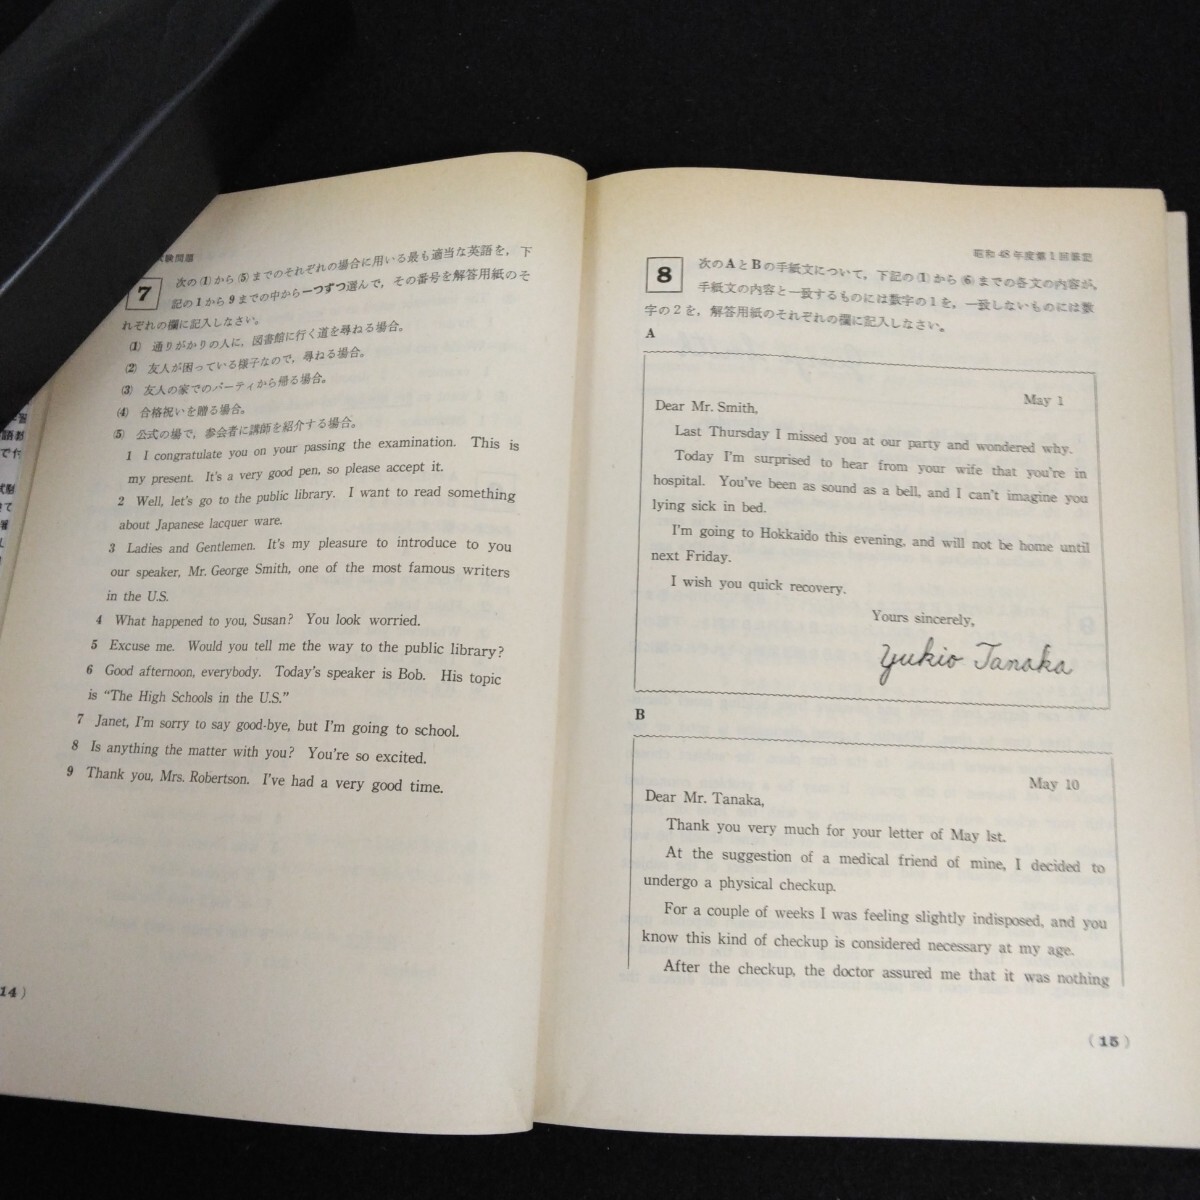 験問題
7
次の⑴から⑸までのそれぞれの場合に用いる最も適当な英語を，下
記の1から9までの中から一つずつ選んで，その番号を解答用紙のそ
れぞれの欄に記入しなさい。
⑴ 通りがかりの人に，図書館に行く道を尋ねる場合。
⑵ 友人が困っている様子なので，尋ねる場合。
⑶ 友人の家でのパーティから帰る場合。
⑷ 合格祝いを贈る場合。
⑸ 公式の場で，参会者に講師を紹介する場合。
1 I congratulate you on your passing the examination. This is
my present. It's a very good pen, so please accept it.
2 Well, let's go to the public library. I want to read something
about Japanese lacquer ware.
3 Ladies and Gentlemen. It's my pleasure to introduce to you
our speaker, Mr. George Smith, one of the most famous writers
in the U.S.
4 What happened to you, Susan? You look worried.
5 Excuse me. Would you tell me the way to the public library?
6 Good afternoon, everybody. Today's speaker is Bob. His topic
is "The High Schools in the U.S."
7 Janet, I'm sorry to say good-bye, but I'm going to school.
8 Is anything the matter with you? You're so excited.
9 Thank you, Mrs. Robertson. I've had a very good time.
14)
昭和48年度第1回筆記
8
次のAとBの手紙文について，下記の⑴から⑹までの各文の内容が，
手紙文の内容と一致するものには数字の1を，一致しないものには数
字の2を，解答用紙のそれぞれの欄に記入しなさい。
A
May 1
Dear Mr. Smith,
Last Thursday I missed you at our party and wondered why.
Today I'm surprised to hear from your wife that you're in
hospital. You've been as sound as a bell, and I can't imagine you
lying sick in bed.
I'm going to Hokkaido this evening, and will not be home until
next Friday.
I wish you quick recovery.
Yours sincerely,
Yukio Tanaka
B
May 10
Dear Mr. Tanaka,
Thank you very much for your letter of May 1st.
At the suggestion of a medical friend of mine, I decided to
undergo a physical checkup.
For a couple of weeks I was feeling slightly indisposed, and you
know this kind of checkup is considered necessary at my age.
After the checkup, the doctor assured me that it was nothing
(15)